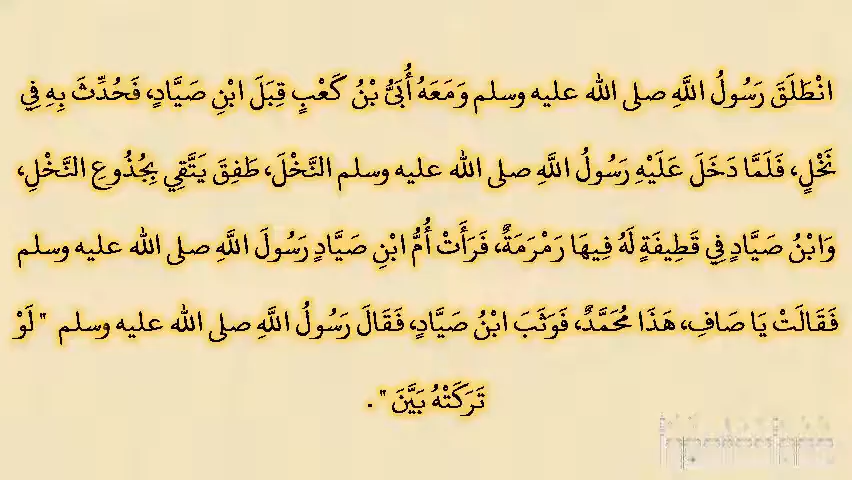 انْطَلَقَ رَسُولُ اللَّهِ صلى الله عليه وسلم وَمَعَهُ أُبَىُّ بْنُ كَعْبٍ قِبَلَ ابْنِ صَيَّادٍ، فَحُدِّثَ بِهِ فِي
نَخْلٍ، فَلَمَّا دَخَلَ عَلَيْهِ رَسُولُ اللَّهِ صلى الله عليه وسلم النَّخْلَ، طَفِقَ يَتَّقِي بِجُذُوعِ النَّخْلِ،
وَابْنُ صَيَّادٍ فِي قَطِيفَةٍ لَهُ فِيهَا رَمْرَمَةٌ، فَرَأَتْ أُمُّ ابْنِ صَيَّادٍ رَسُولَ اللَّهِ صلى الله عليه وسلم
فَقَالَتْ يَا صَافِ، هَذَا مُحَمَّدٌ، فَوَثَبَ ابْنُ صَيَّادٍ، فَقَالَ رَسُولُ اللَّهِ صلى الله عليه وسلم " لَوْ
تَرَكَتْهُ بَيَّنَ ".